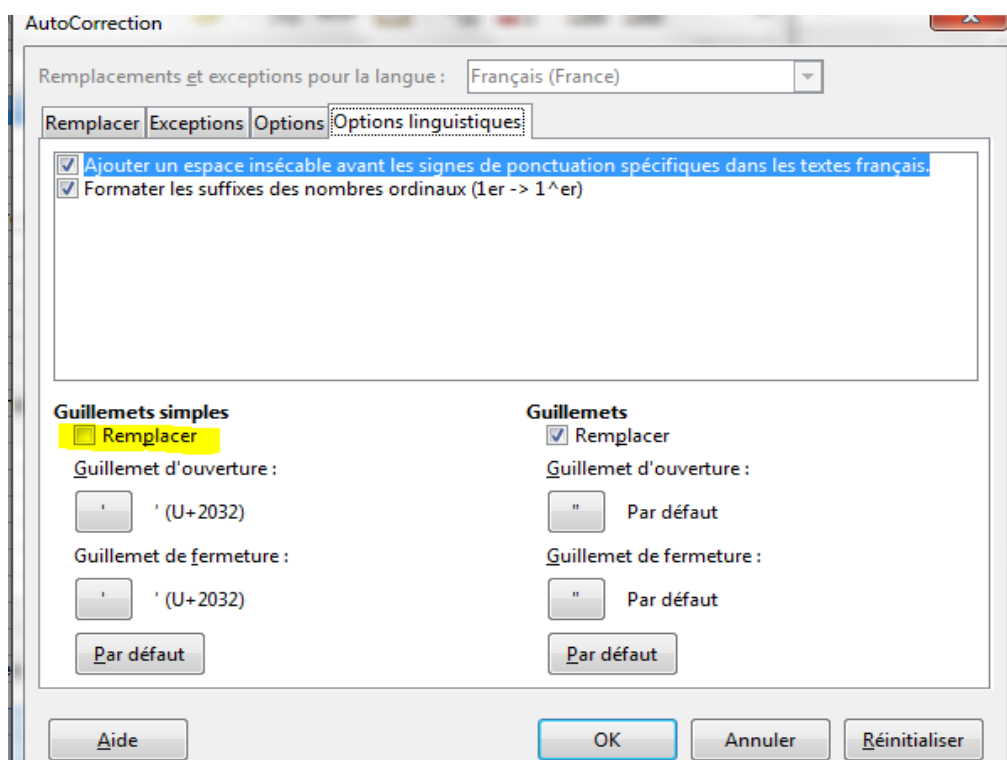 AutoCorrection
Remplacements et exceptions pour la langue : Français (France)
Remplacer Exceptions Options Options linguistiques
Ajouter un espace insécable avant les signes de ponctuation spécifiques dans les textes français.
Formater les suffixes des nombres ordinaux (1er -> 1^er)
Guillemets simples Guillemets
Remplacer Remplacer
Guillemet d'ouverture : Guillemet d'ouverture :
' ' (U+2032) " Par défaut
Guillemet de fermeture : Guillemet de fermeture :
' ' (U+2032) " Par défaut
Par défaut Par défaut
Aide OK Annuler Réinitialiser